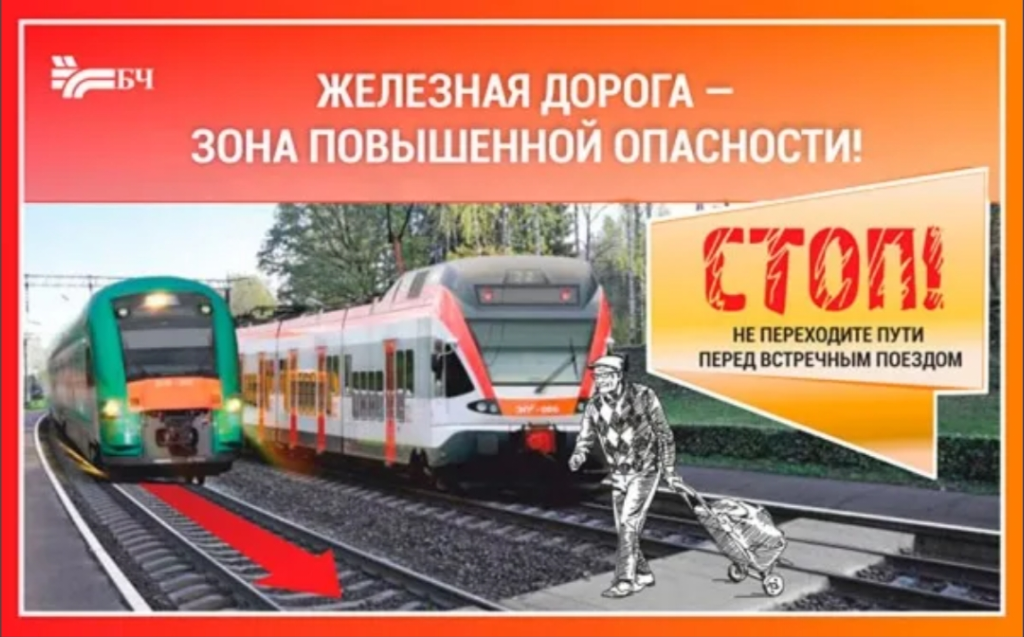 БЧ
ЖЕЛЕЗНАЯ ДОРОГА –
ЗОНА ПОВЫШЕННОЙ ОПАСНОСТИ!
СТОП!
НЕ ПЕРЕХОДИТЕ ПУТИ
ПЕРЕД ВСТРЕЧНЫМ ПОЕЗДОМ